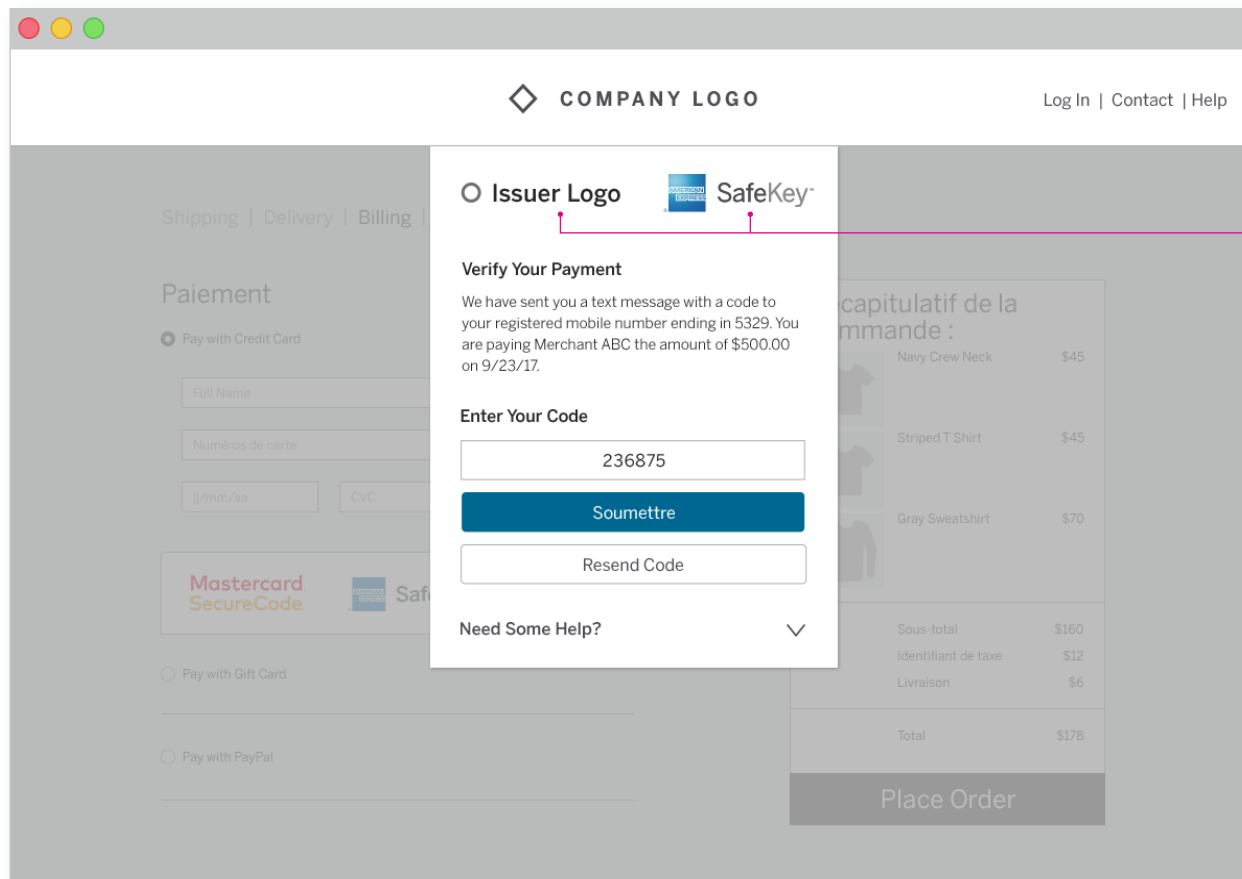 COMPANY LOGO
Log In | Contact | Help
Issuer Logo
AMERICAN EXPRESS
SafeKey
Shipping | Delivery | Billing |
Verify Your Payment
We have sent you a text message with a code to
your registered mobile number ending in 5329. You
are paying Merchant ABC the amount of $500.00
on 9/23/17.
Enter Your Code
236875
Soumettre
Resend Code
Need Some Help?
Paiement
Pay with Credit Card
Full Name
Numéros de carte
jj/mm/aa
CVC
Mastercard
SecureCode
AMERICAN EXPRESS
Safe
Pay with Gift Card
Pay with PayPal
capitulatif de la
mmande :
Navy Crew Neck $45
Striped T Shirt $45
Gray Sweatshirt $70
Sous-total $160
Identifiant de taxe $12
Livraison $6
Total $178
Place Order